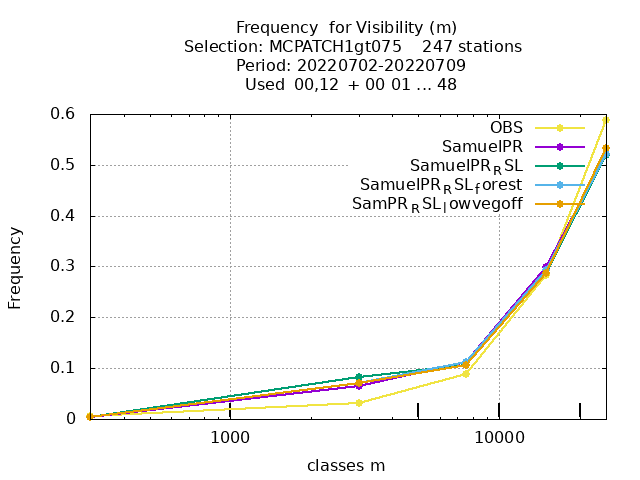 Frequency  for Visibility (m)
Selection: MCPATCH1gt075    247 stations
Period: 20220702-20220709
Used  00,12  + 00 01 ... 48
OBS
SamuelPR
SamuelPR_RSL
SamuelPR_RSL_forest
SamPR_RSL_lowvegoff
0.6
0.5
0.4
0.3
0.2
0.1
0
Frequency
1000
10000
classes m